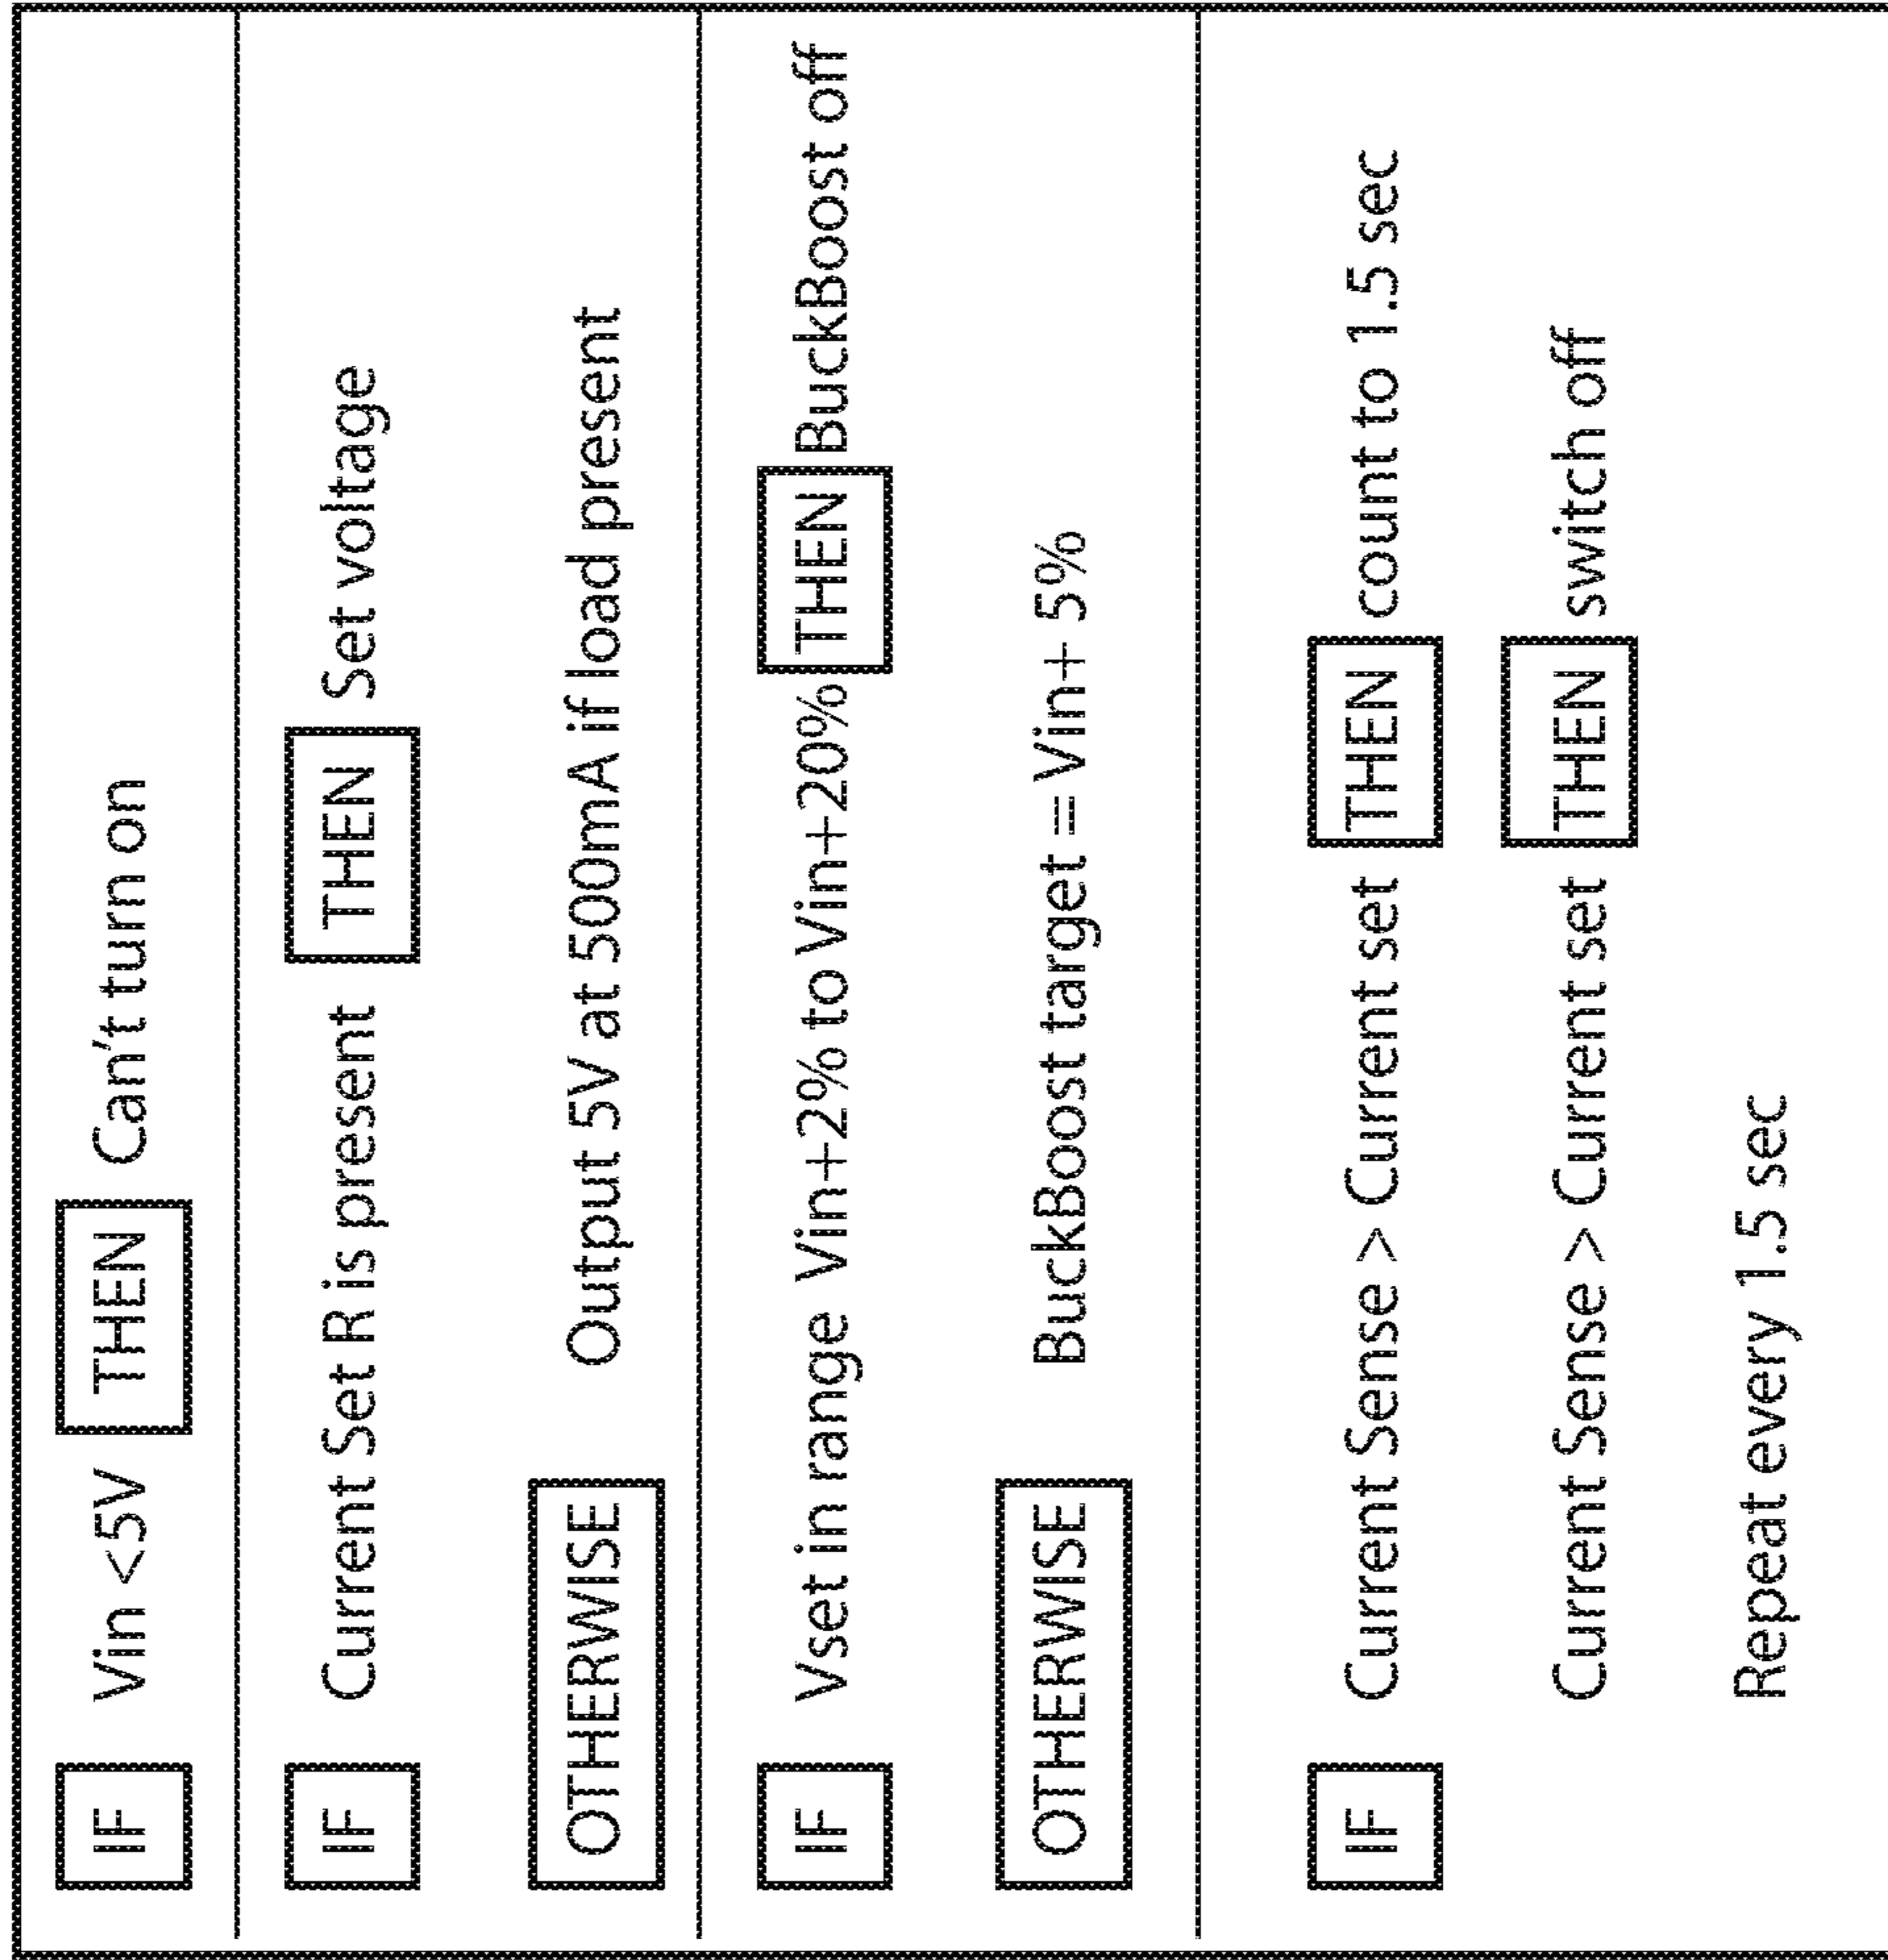 IF Vin <5V THEN Can't turn on
IF Current Set R is present THEN Set voltage
OTHERWISE Output 5V at 500mA if load present
IF Vset in range Vin+2% to Vin+20% THEN BuckBoost off
OTHERWISE BuckBoost target = Vin+ 5%
IF Current Sense > Current set THEN count to 1.5 sec
Current Sense > Current set THEN switch off
Repeat every 1.5 sec